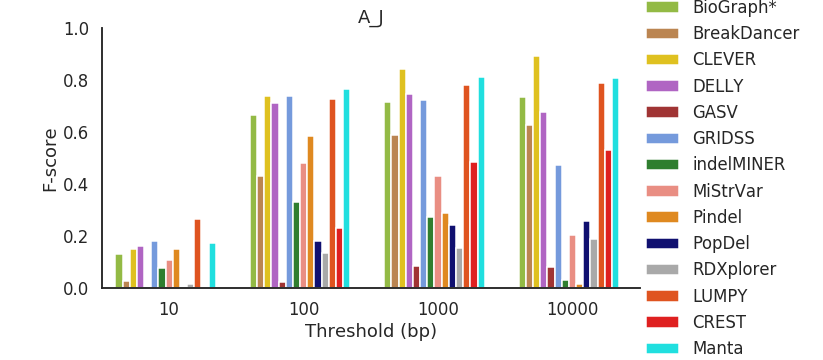 A_J
F-score
1.0
0.8
0.6
0.4
0.2
0.0
10
100
1000
10000
Threshold (bp)
BioGraph*
BreakDancer
CLEVER
DELLY
GASV
GRIDSS
indelMINER
MiStrVar
Pindel
PopDel
RDXplorer
LUMPY
CREST
Manta